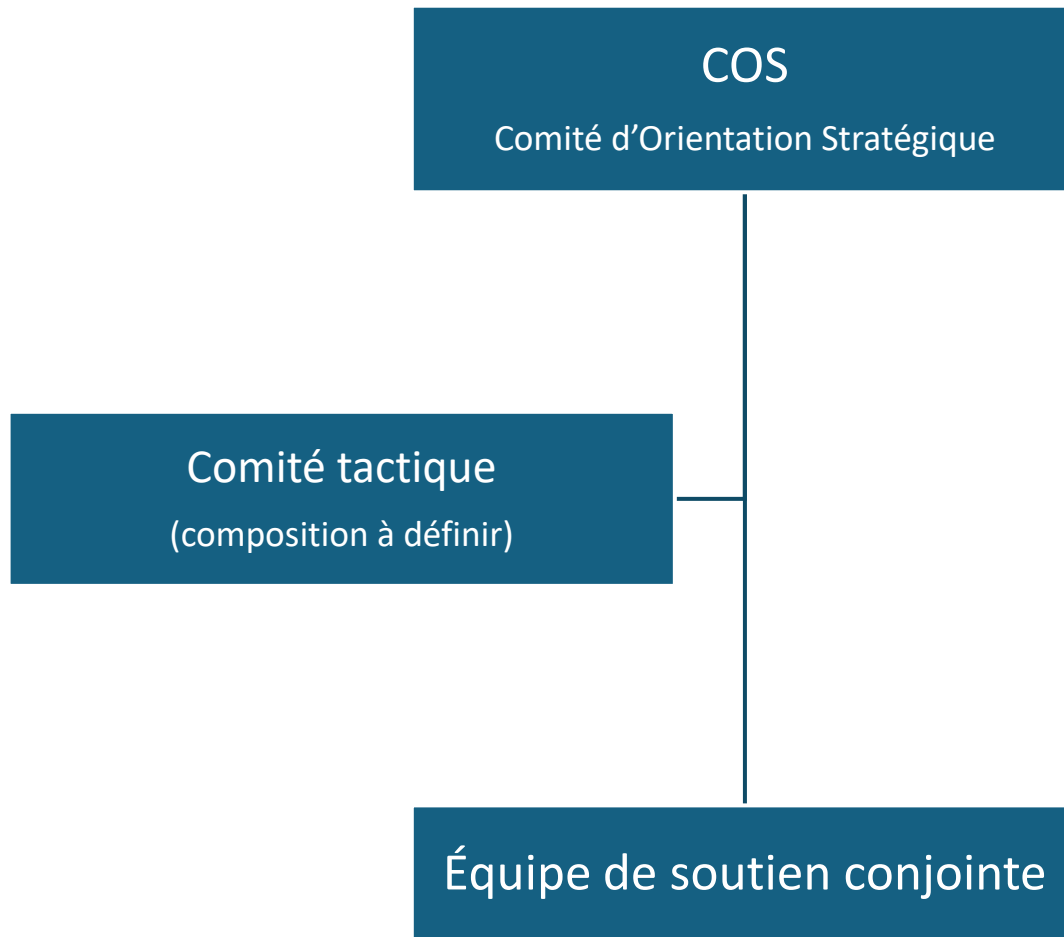 COS
Comité d’Orientation Stratégique
Comité tactique
(composition à définir)
Équipe de soutien conjointe